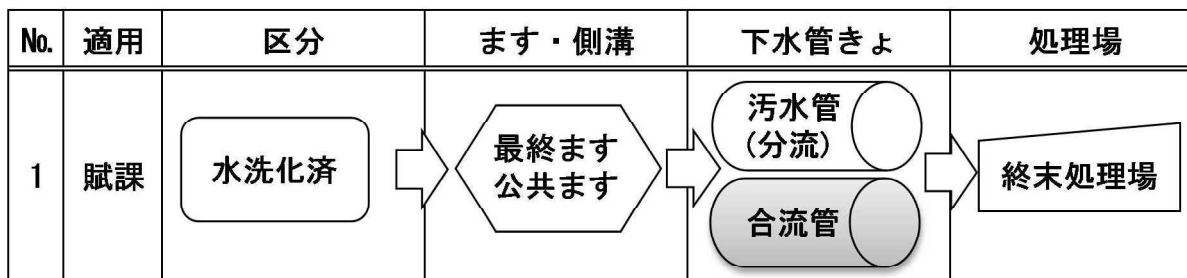 No. 適用 区分 ます・側溝 下水管きょ 処理場
1 賦課 水洗化済
最終ます
公共ます
汚水管
(分流)
合流管
終末処理場